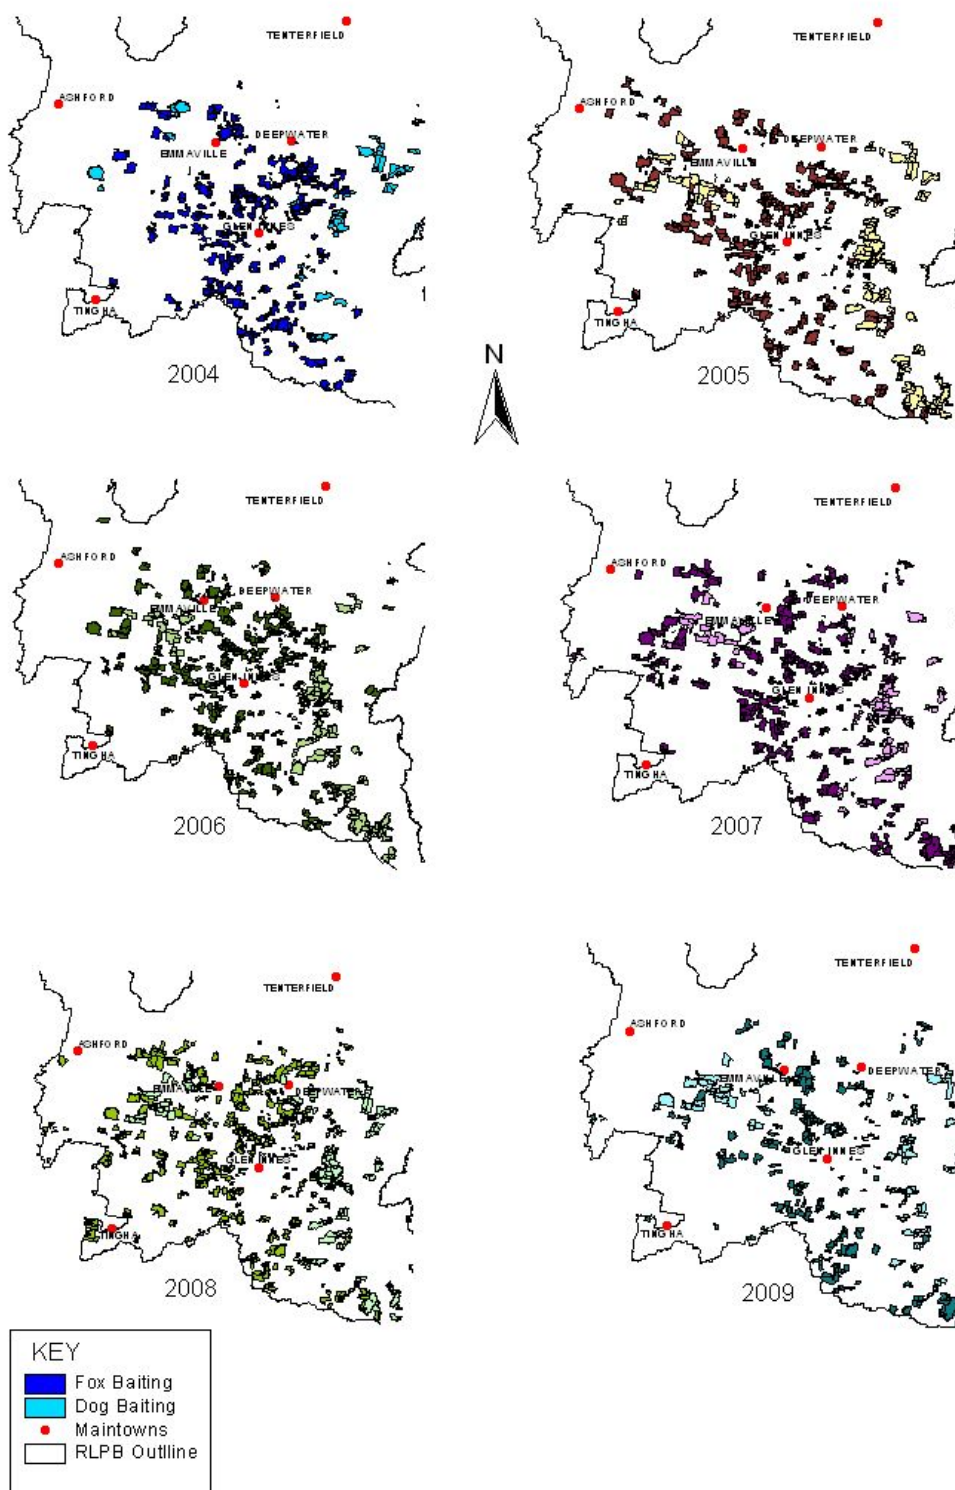 TENTERFIELD
ASHFORD
DEEPWATER
EMMAVILLE
GLEN INNES
TINGHA
2004
TENTERFIELD
ASHFORD
DEEPWATER
EMMAVILLE
GLEN INNES
TINGHA
2005
N
TENTERFIELD
ASHFORD
DEEPWATER
EMMAVILLE
GLEN INNES
TINGHA
2006
TENTERFIELD
ASHFORD
DEEPWATER
EMMAVILLE
GLEN INNES
TINGHA
2007
TENTERFIELD
ASHFORD
EMMAVILLE
DEEPWATER
GLEN INNES
TINGHA
2008
TENTERFIELD
ASHFORD
EMMAVILLE
DEEPWATER
GLEN INNES
TINGHA
2009
KEY
Fox Baiting
Dog Baiting
Maintowns
RLPB Outlline